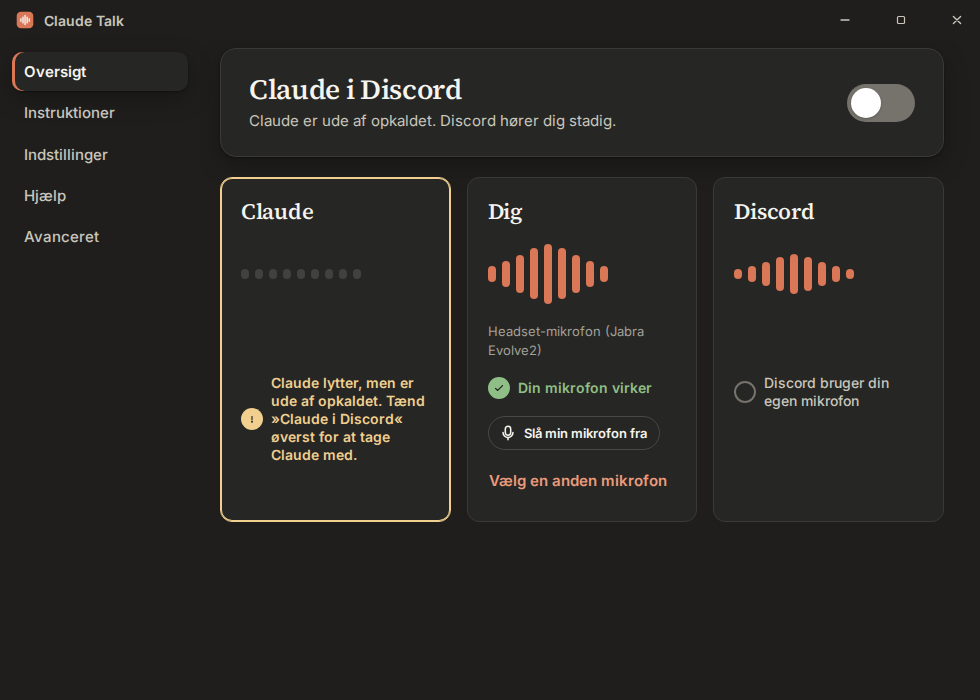 Claude Talk
Oversigt
Instruktioner
Indstillinger
Hjælp
Avanceret
Claude i Discord
Claude er ude af opkaldet. Discord hører dig stadig.
Claude
Claude lytter, men er
ude af opkaldet. Tænd
»Claude i Discord«
øverst for at tage
Claude med.
Dig
Headset-mikrofon (Jabra
Evolve2)
Din mikrofon virker
Slå min mikrofon fra
Vælg en anden mikrofon
Discord
Discord bruger din
egen mikrofon